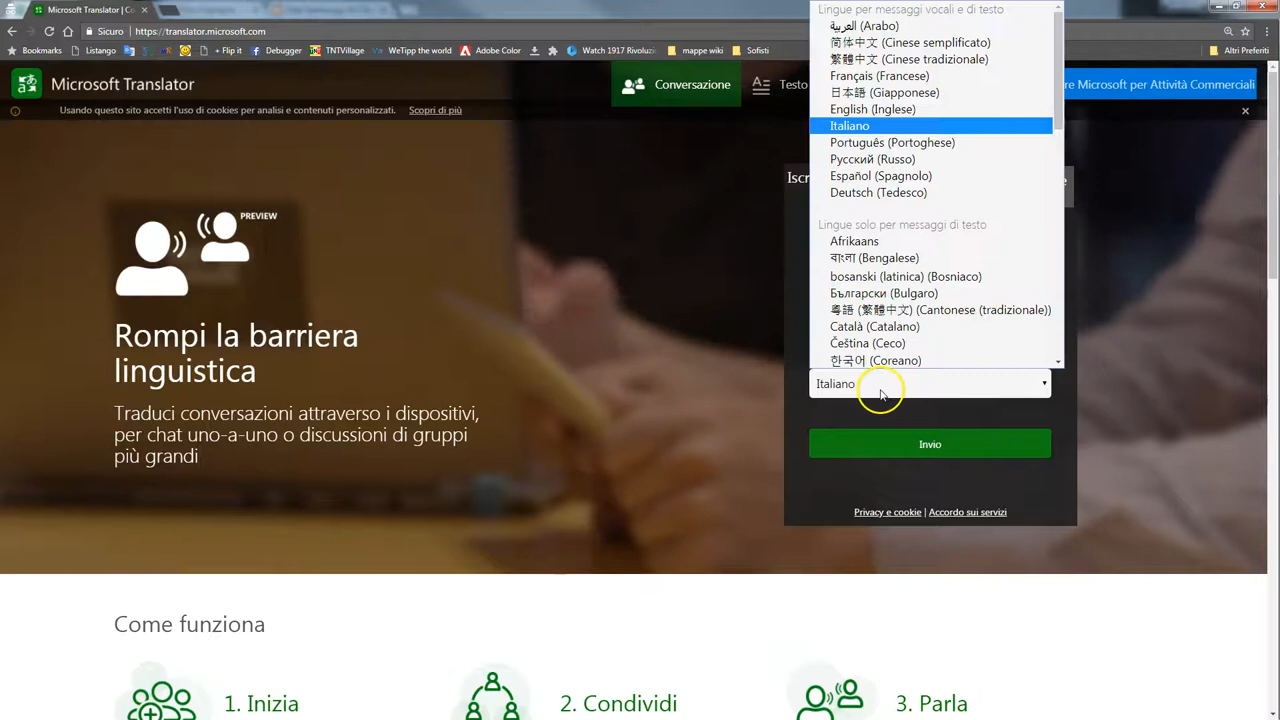 Microsoft Translator | Co
Sicuro
https://translator.microsoft.com
Bookmarks
Listango
+ Flip it
Debugger
TNTVillage
WeTipp the world
Adobe Color
Watch 1917 Rivoluzi
mappe wiki
Sofisti
Altri Preferiti
Microsoft Translator
Conversazione
Testo
re Microsoft per Attività Commerciali
Usando questo sito accetti l'uso di cookies per analisi e contenuti personalizzati.
Scopri di più
Lingue per messaggi vocali e di testo
العربية (Arabo)
简体中文 (Cinese semplificato)
繁體中文 (Cinese tradizionale)
Français (Francese)
日本語 (Giapponese)
English (Inglese)
Italiano
Português (Portoghese)
Русский (Russo)
Español (Spagnolo)
Deutsch (Tedesco)
Lingue solo per messaggi di testo
Afrikaans
বাংলা (Bengalese)
bosanski (latinica) (Bosniaco)
Български (Bulgaro)
粵語 (繁體中文) (Cantonese (tradizionale))
Català (Catalano)
Čeština (Ceco)
한국어 (Coreano)
Iscr
e
Italiano
Invio
Privacy e cookie | Accordo sui servizi
PREVIEW
Rompi la barriera
linguistica
Traduci conversazioni attraverso i dispositivi,
per chat uno-a-uno o discussioni di gruppi
più grandi
Come funziona
1. Inizia
2. Condividi
3. Parla